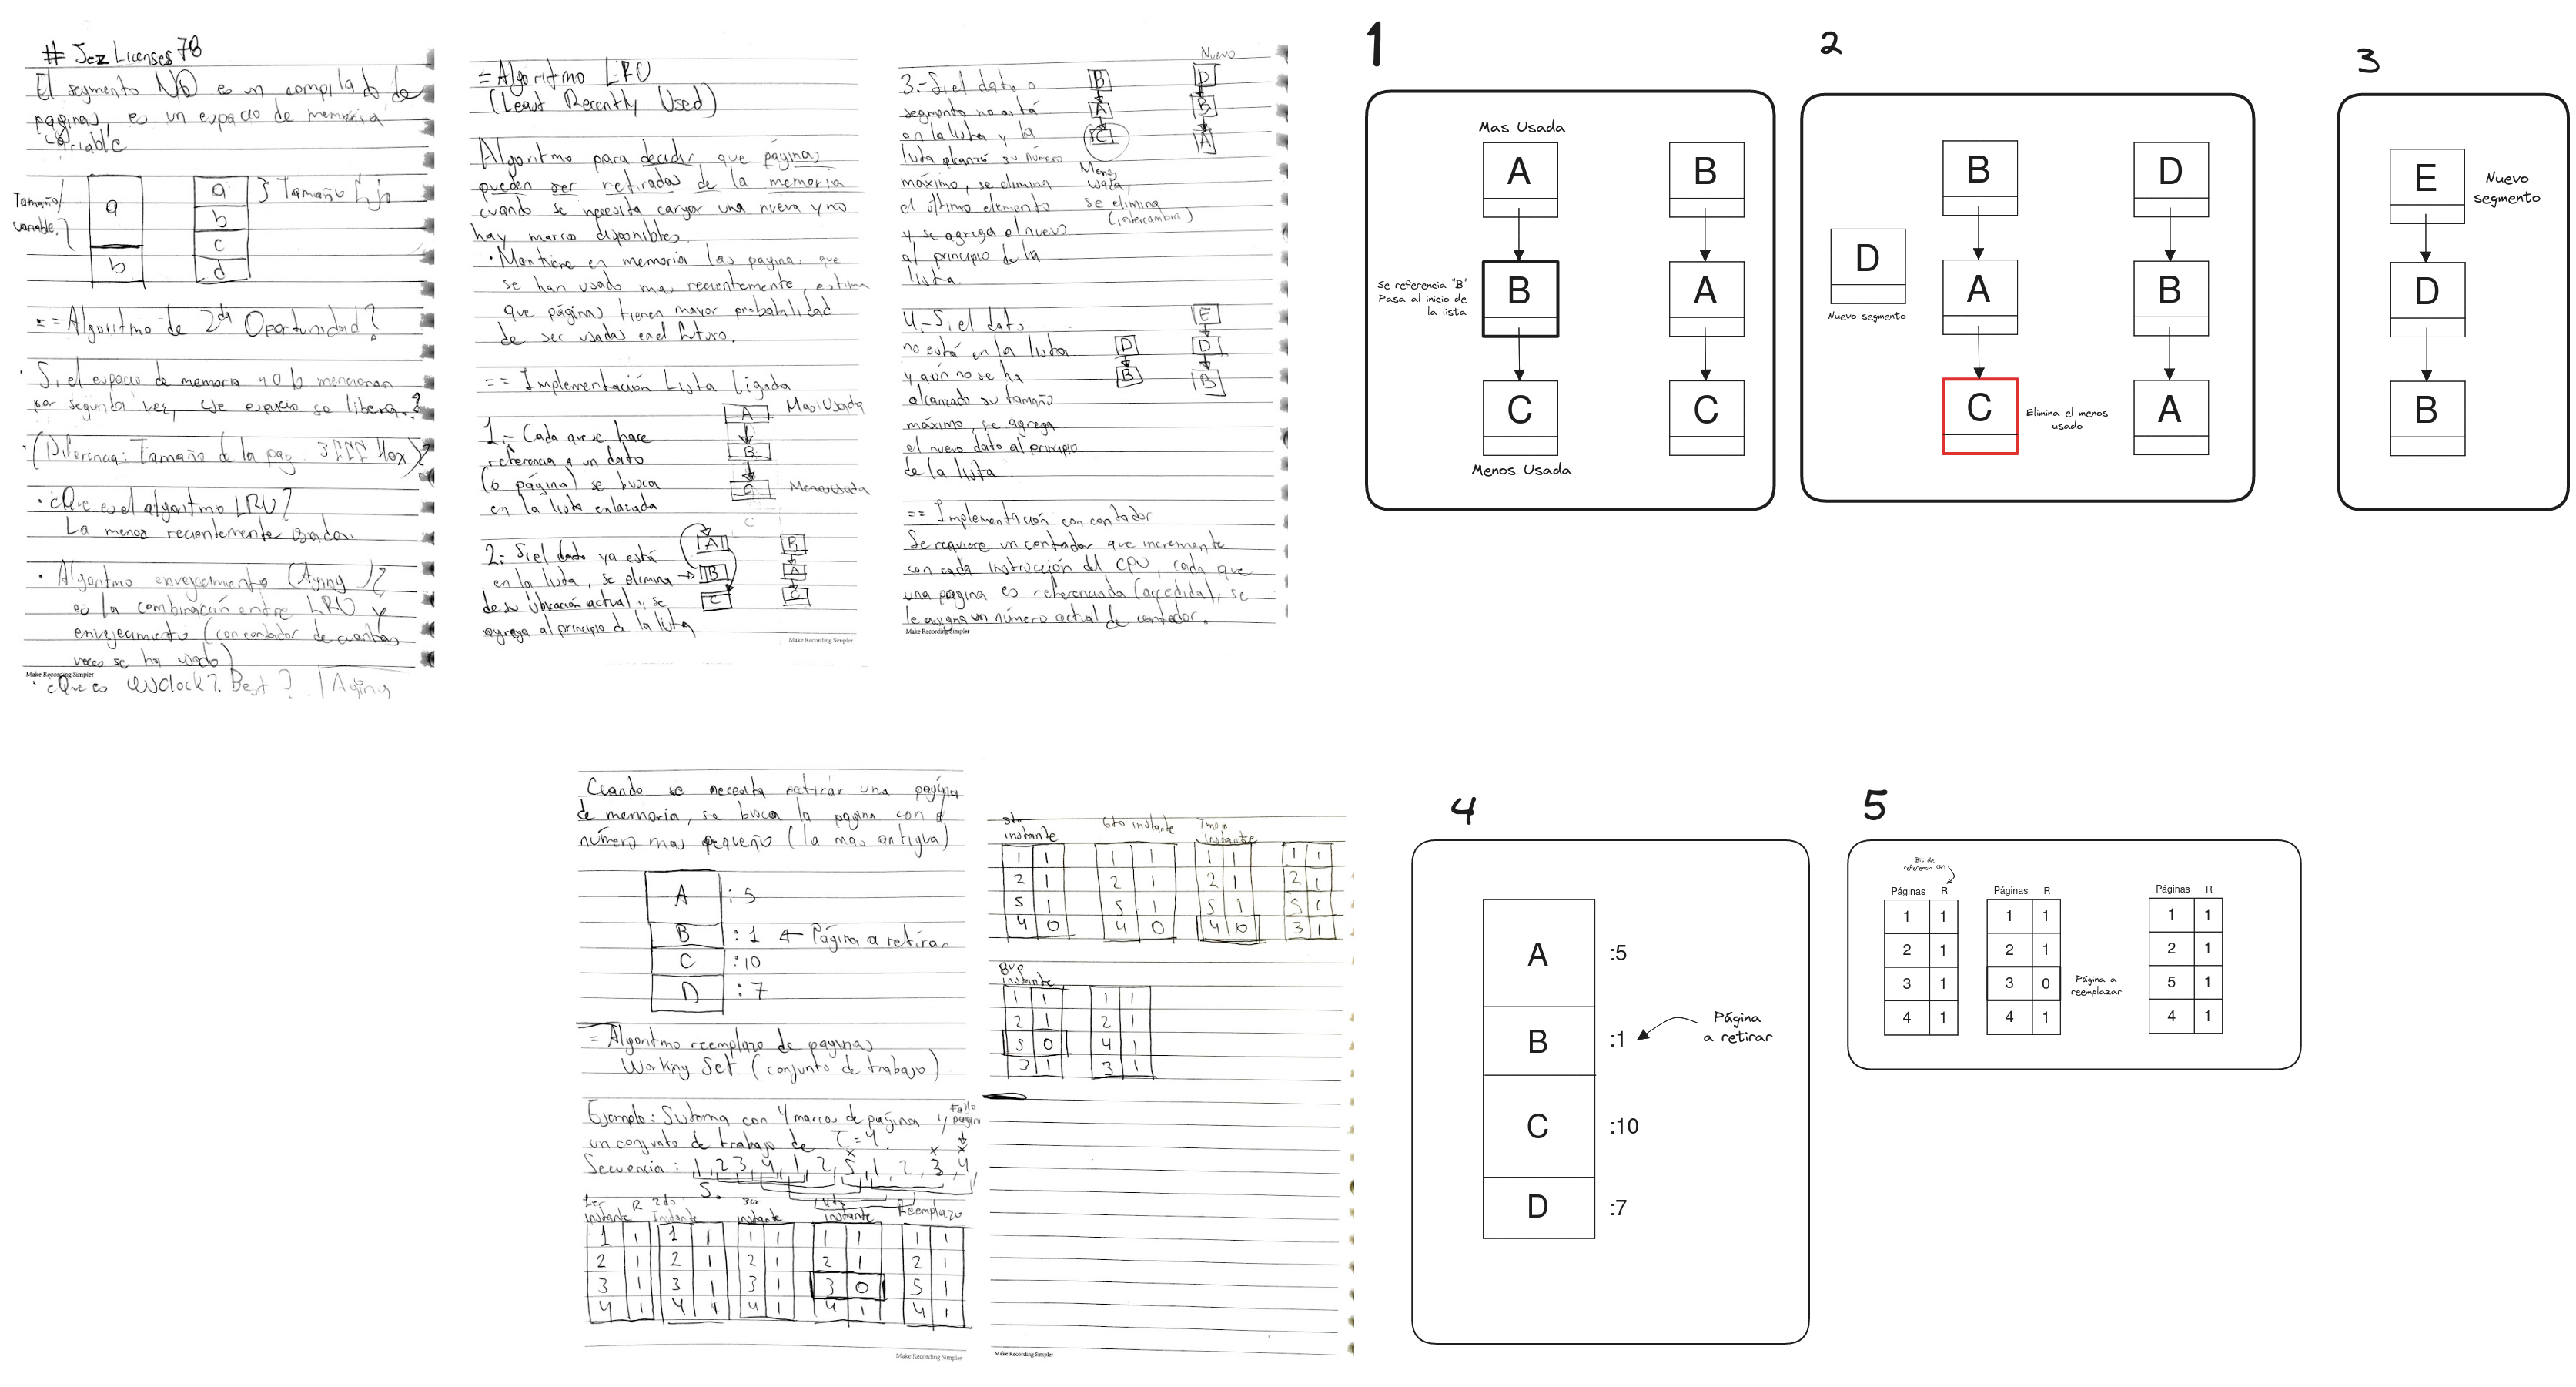 # Jez Licenses 78
El segmento NO es un compilado de
páginas, es un espacio de memoria
variable
Tamaño
variable
a
b
a
b
c
d
Tamaño fijo
== Algoritmo de 2da Oportunidad?
· Si el espacio de memoria no lo mencionan
por segunda vez, ese espacio se libera.?
· (Diferencia: Tamaño de la pag.
· ¿Que es el algoritmo LRU?
La menos recientemente usada.
· Algoritmo envejecimiento (Aging)?
es la combinación entre LRU y
envejecimiento (con contador de cuantas
veces se ha usado)
Make Recording Simpler
· ¿Que es WSclock?. Best? Aging
= Algoritmo LRU
(Least Recently Used)
Algoritmo para decidir que páginas
pueden ser retiradas de la memoria
cuando se necesita cargar una nueva y no
hay marcos disponibles.
· Mantiene en memoria las paginas que
se han usado mas recientemente, estima
que páginas tienen mayor probabilidad
de ser usadas en el futuro.
== Implementación Lista Ligada
1.- Cada que se hace
referencia a un dato
(o página) se busca
en la lista enlazada
A Mas Usada
B
C Menos usada
2.- Si el dato ya está
en la lista, se elimina
de su ubicación actual y se
agrega al principio de la lista
A
B
C
B
A
C
Make Recording Simpler
3.- Si el dato o
segmento no está
en la lista y la
lista alcanzó su número
máximo, se elimina
el último elemento
y se agrega el nuevo
al principio de la
lista.
B
A
C
Menos
usada,
se elimina
(intercambia)
Nuevo
D
B
A
4.- Si el dato
no está en la lista
y aún no se ha
alcanzado su tamaño
máximo, se agrega
el nuevo dato al principio
de la lista
D
B
E
D
B
== Implementación con contador
Se requiere un contador que incremente
con cada instrucción del CPU, cada que
una pagina es referenciada (accedida), se
le asigna un número actual de contador.
Make Recording Simpler
1
Mas Usada
A
B
C
Menos Usada
Se referencia "B"
Pasa al inicio de
la lista
B
A
C
2
D
Nuevo segmento
B
A
C
Elimina el menos
usado
D
B
A
3
E
D
B
Nuevo
segmento
Cuando se necesita retirar una página
de memoria, se busca la pagina con el
número mas pequeño (la mas antigua)
A : 5
B : 1 ← Página a retirar
C : 10
D : 7
= Algoritmo reemplazo de paginas
Working Set (conjunto de trabajo)
Ejemplo: Sistema con 4 marcos de página y
un conjunto de trabajo de τ = 4.
Fallo
página
Secuencia: 1, 2, 3, 4, 1, 2, 5, 1, 2, 3, 4,
1er
instante R
1 1
2 1
3 1
4 1
2do
Instante
1 1
2 1
3 1
4 1
3er
instante
1 1
2 1
3 1
4 1
4to
instante
1 1
2 1
3 0
4 1
Reemplazo
1 1
2 1
5 1
4 1
Make Recording Simpler
5to
instante
1 1
2 1
5 1
4 0
6to instante
1 1
2 1
5 1
4 0
7mo
instante
1 1
2 1
5 1
4 0
1 1
2 1
5 1
3 1
8vo
instante
1 1
2 1
5 0
3 1
1 1
2 1
4 1
3 1
Make Recording Simpler
4
A :5
B :1
C :10
D :7
Página
a retirar
5
Bit de
referencia (R)
Páginas R
1 1
2 1
3 1
4 1
Páginas R
1 1
2 1
3 0
4 1
Página a
reemplazar
Páginas R
1 1
2 1
5 1
4 1